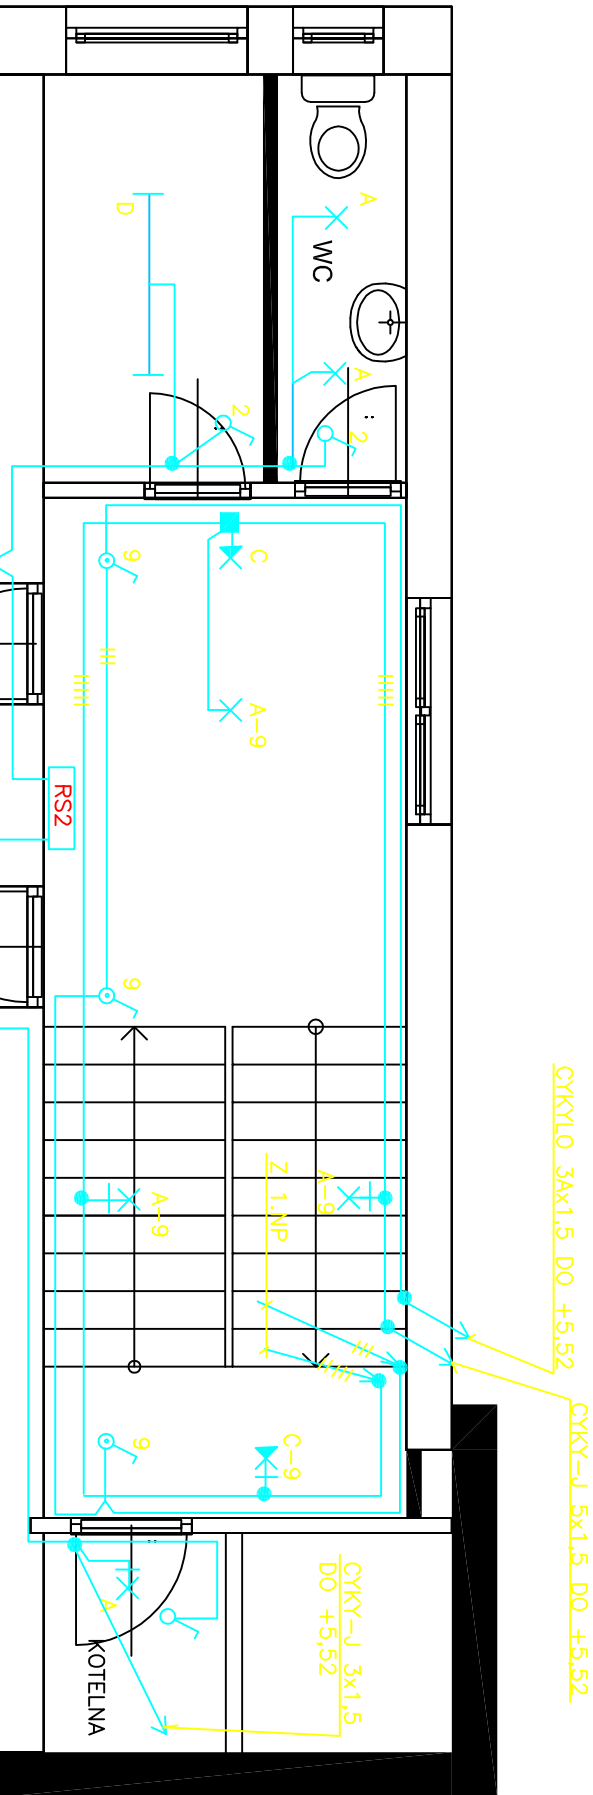 A
D
WC
A
2
2
9
C
A-9
RS2
9
CYKYLO 3Ax1,5 DO +5,52
Z 1.NP
A-9
A-9
CYKY-J 5x1,5 DO +5,52
9
C-9
CYKY-J 3x1,5
DO +5,52
A
KOTELNA